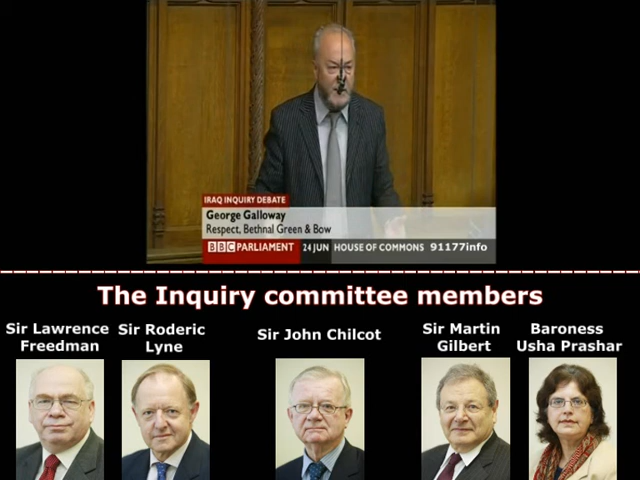 IRAQ INQUIRY DEBATE
George Galloway
Respect, Bethnal Green & Bow
BBC PARLIAMENT 24 JUN HOUSE OF COMMONS 91177info
The Inquiry committee members
Sir Lawrence
Freedman
Sir Roderic
Lyne
Sir John Chilcot
Sir Martin
Gilbert
Baroness
Usha Prashar